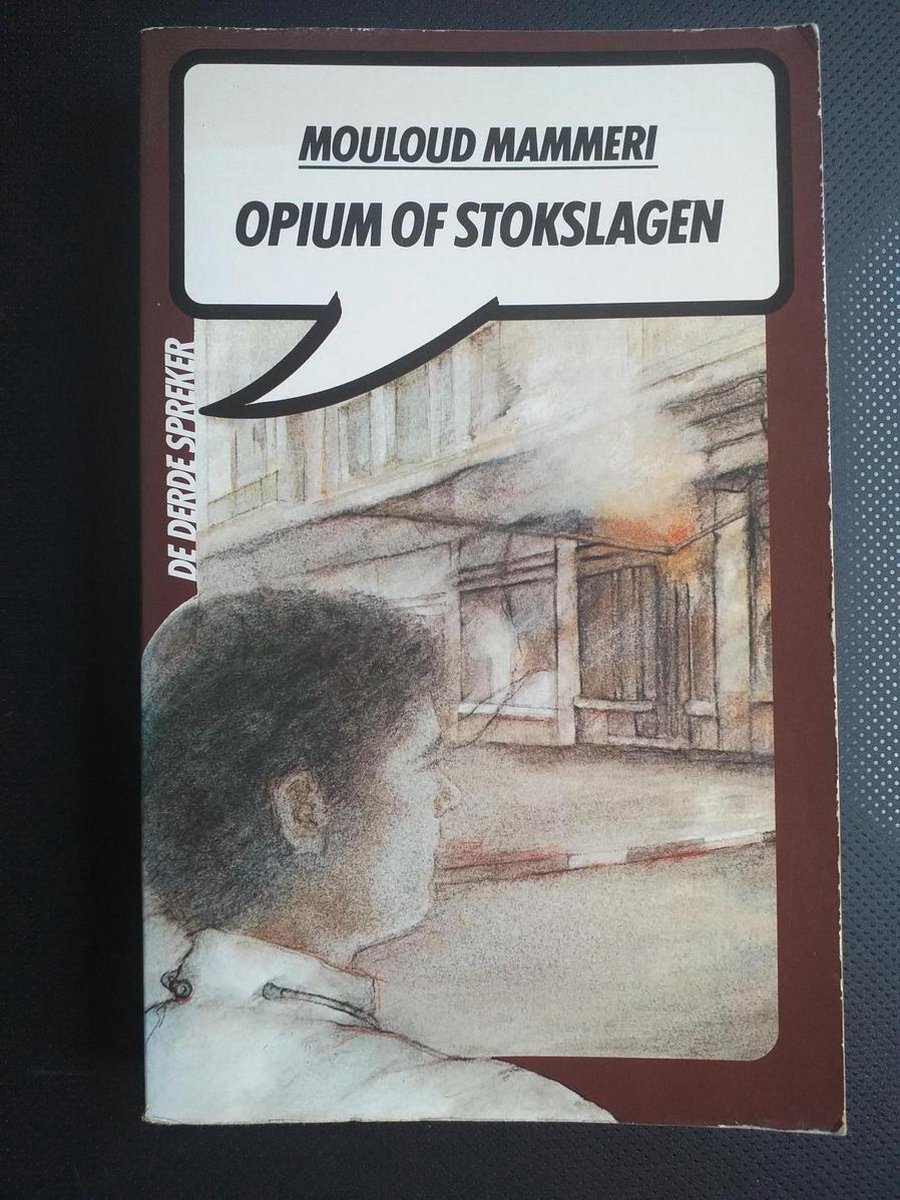 MOULOUD MAMMERI
OPIUM OF STOKSLAGEN
DE DERDE SPREKER